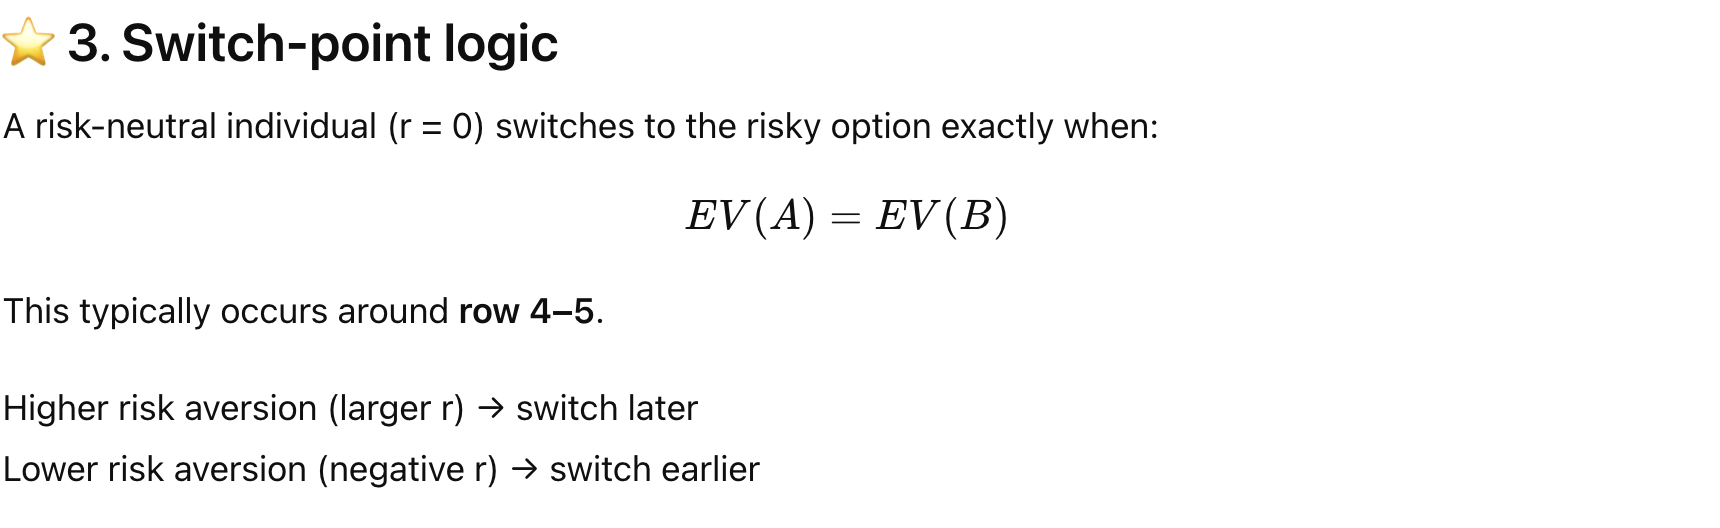 ⭐ 3. Switch-point logic
A risk-neutral individual (r = 0) switches to the risky option exactly when:
EV(A) = EV(B)
This typically occurs around row 4–5.
Higher risk aversion (larger r) → switch later
Lower risk aversion (negative r) → switch earlier